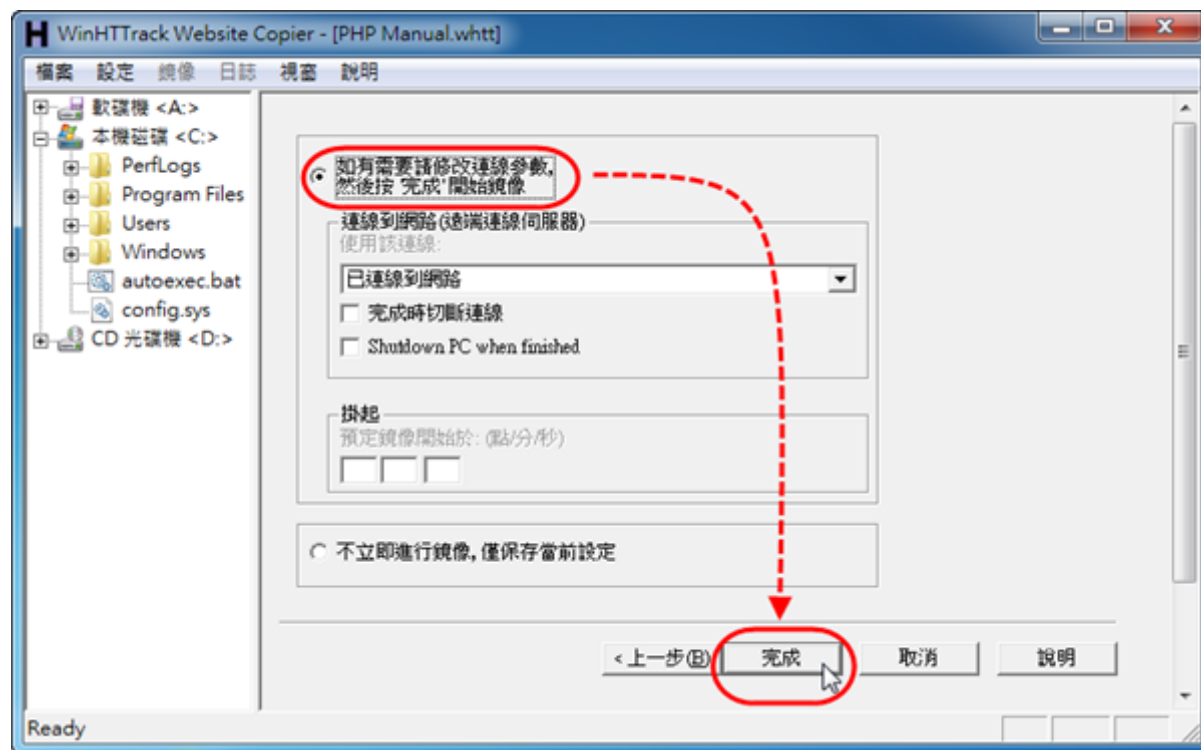 WinHTTrack Website Copier - [PHP Manual.whtt]
檔案 設定 鏡像 日誌 視窗 說明
軟碟機 <A:>
本機磁碟 <C:>
PerfLogs
Program Files
Users
Windows
autoexec.bat
config.sys
CD 光碟機 <D:>
如有需要請修改連線參數,
然後按 '完成' 開始鏡像
連線到網路(遠端連線伺服器)
使用該連線:
已連線到網路
完成時切斷連線
Shutdown PC when finished
掛起
預定鏡像開始於: (點/分/秒)
不立即進行鏡像, 僅保存當前設定
<上一步(B) 完成 取消 說明
Ready